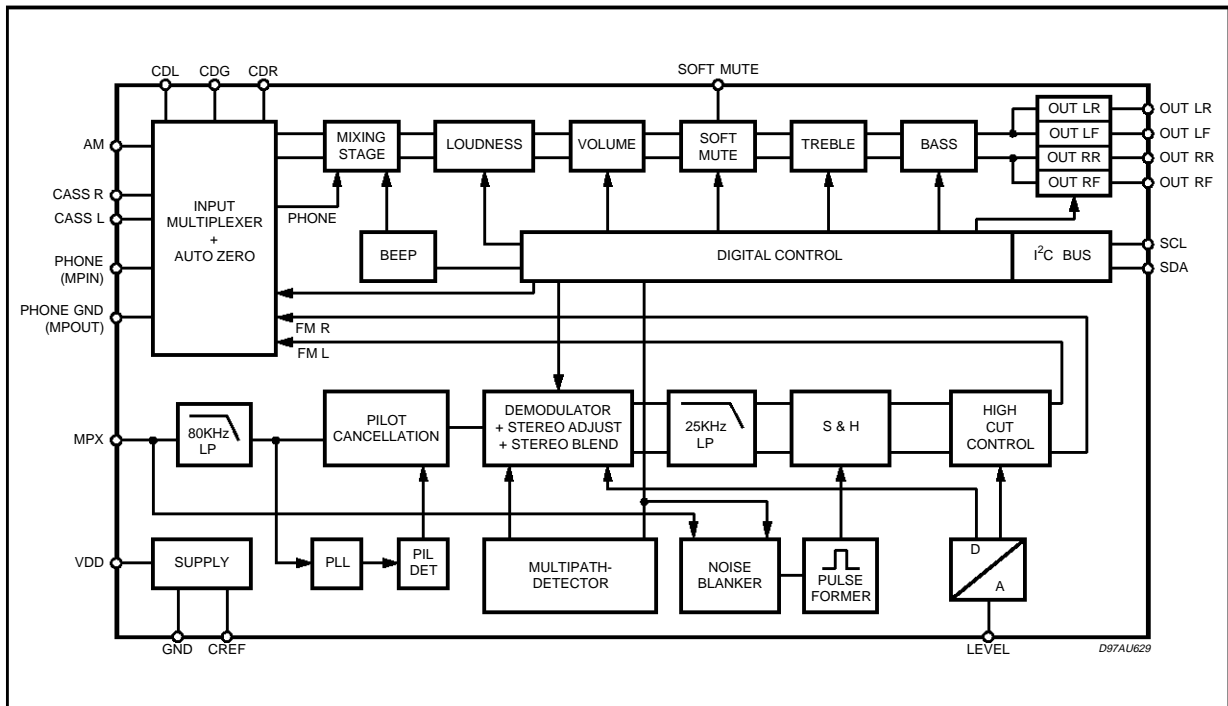 CDL CDG CDR SOFT MUTE
AM
CASS R
CASS L
PHONE
(MPIN)
PHONE GND
(MPOUT)
INPUT
MULTIPLEXER
+
AUTO ZERO
MIXING
STAGE
LOUDNESS
VOLUME
SOFT
MUTE
TREBLE
BASS
OUT LR
OUT LF
OUT RR
OUT RF
OUT LR
OUT LF
OUT RR
OUT RF
PHONE
BEEP
DIGITAL CONTROL
I2C BUS
SCL
SDA
FM R
FM L
MPX
80KHz
LP
PILOT
CANCELLATION
DEMODULATOR
+ STEREO ADJUST
+ STEREO BLEND
25KHz
LP
S & H
HIGH
CUT
CONTROL
VDD
SUPPLY
PLL
PIL
DET
MULTIPATH-
DETECTOR
NOISE
BLANKER
PULSE
FORMER
D
A
GND CREF LEVEL
D97AU629